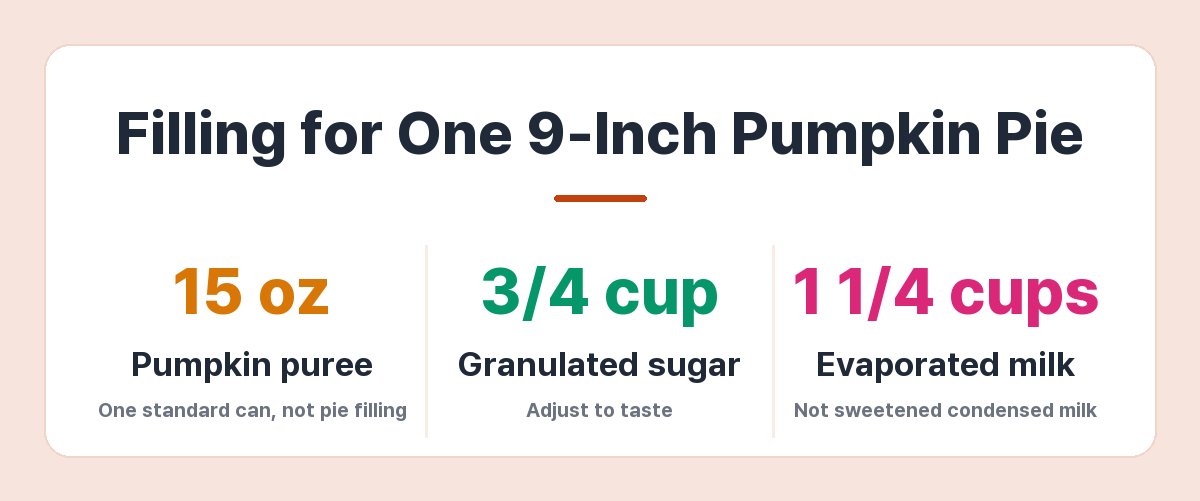 Filling for One 9-Inch Pumpkin Pie
15 oz
Pumpkin puree
One standard can, not pie filling
3/4 cup
Granulated sugar
Adjust to taste
1 1/4 cups
Evaporated milk
Not sweetened condensed milk